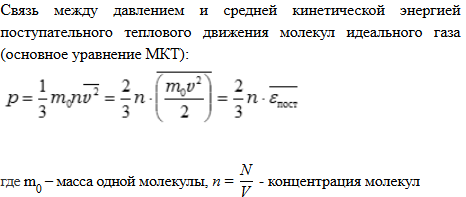 Связь между давлением и средней кинетической энергией
поступательного теплового движения молекул идеального газа
(основное уравнение МКТ):
p = \frac{1}{3} m_0 n \overline{v^2} = \frac{2}{3} n \cdot \overline{\left(\frac{m_0 v^2}{2}\right)} = \frac{2}{3} n \cdot \overline{\varepsilon_{пост}}
где m_0 – масса одной молекулы, n = \frac{N}{V} - концентрация молекул